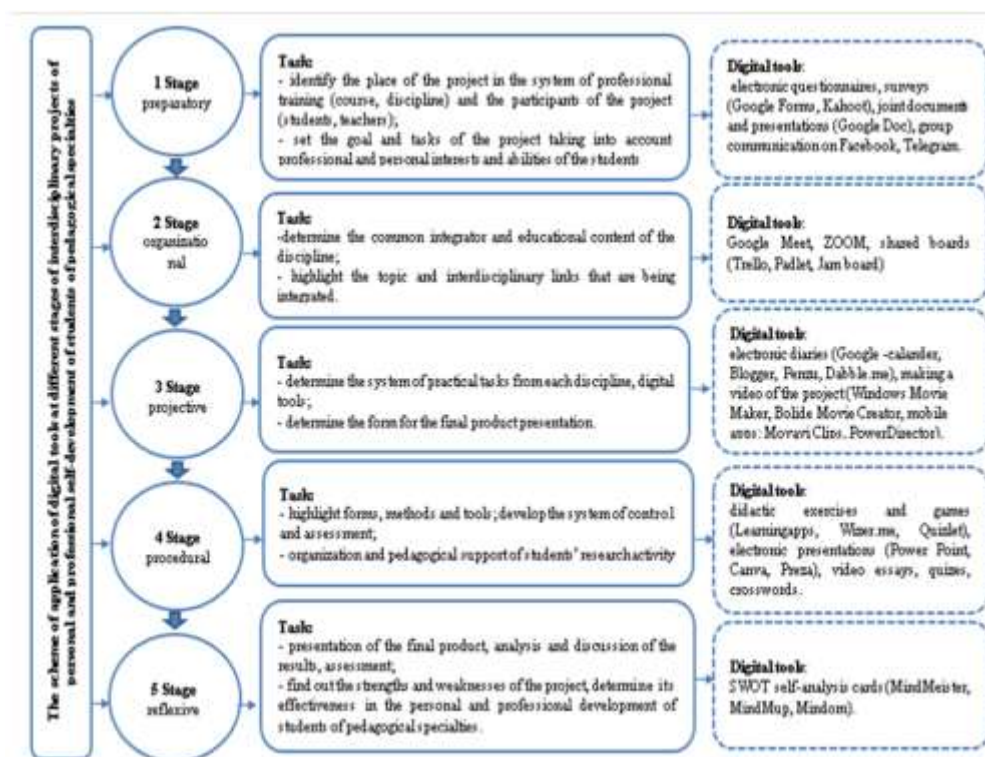 The scheme of application of digital tools at different stages of interdisciplinary projects of
personal and professional self-development of students of pedagogical specialties
1 Stage
preparatory
Task:
- identify the place of the project in the system of professional
training (course, discipline) and the participants of the project
(students, teachers);
- set the goal and tasks of the project taking into account
professional and personal interests and abilities of the students
Digital tools:
electronic questionnaires, surveys
(Google Forms, Kahoot), joint documents
and presentations (Google Doc), group
communication on Facebook, Telegram.
2 Stage
organizatio
nal
Task:
-determine the common integrator and educational content of the
discipline;
- highlight the topic and interdisciplinary links that are being
integrated.
Digital tools:
Google Meet, ZOOM, shared boards
(Trello, Padlet, Jam board)
3 Stage
projective
Task:
- determine the system of practical tasks from each discipline, digital
tools;
- determine the form for the final product presentation.
Digital tools:
electronic diaries (Google -calander,
Blogger, Penzu, Dabble.me), making a
video of the project (Windows Movie
Maker, Bolide Movie Creator, mobile
apps: Movavi Clips, PowerDirector).
4 Stage
procedural
Task:
- highlight forms, methods and tools; develop the system of control
and assessment;
- organization and pedagogical support of students' research activity
Digital tools:
didactic exercises and games
(Learningapps, Wizer.me, Quizlet),
electronic presentations (Power Point,
Canva, Preza), video essays, quizes,
crosswords.
5 Stage
reflexive
Task:
- presentation of the final product, analysis and discussion of the
results, assessment;
- find out the strengths and weaknesses of the project, determine its
effectiveness in the personal and professional development of
students of pedagogical specialties.
Digital tools:
SWOT self-analysis cards (MindMeister,
MindMup, Mindom).